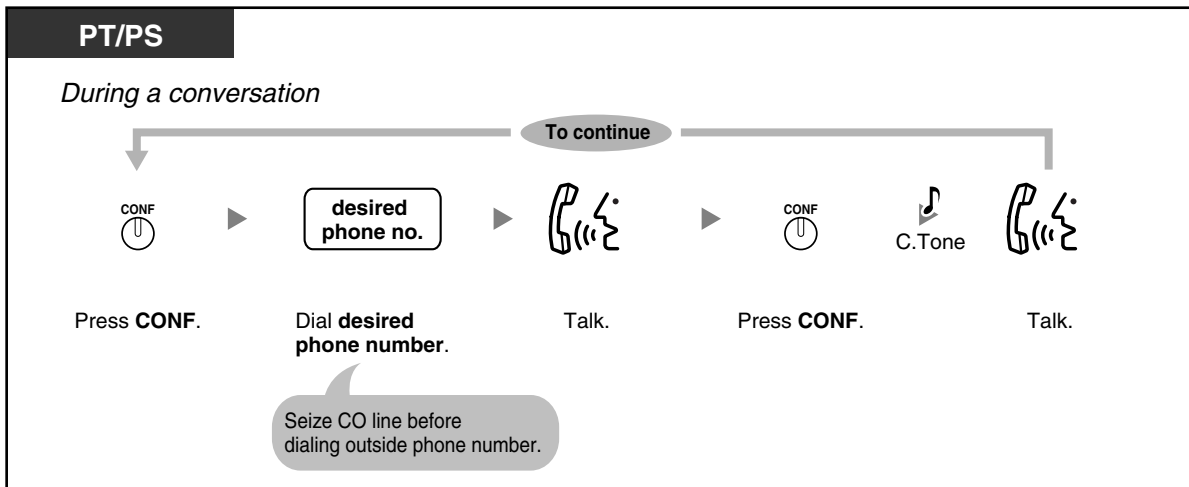 PT/PS
During a conversation
To continue
CONF
desired
phone no.
CONF
C.Tone
Press CONF.
Dial desired
phone number.
Talk.
Press CONF.
Talk.
Seize CO line before
dialing outside phone number.